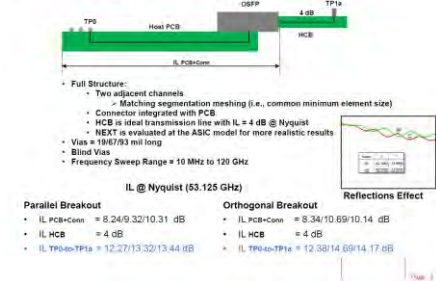 OSFP
TP1a
4 dB
TP0
Host PCB
HCB
IL PCB+Conn
• Full Structure:
• Two adjacent channels
➢ Matching segmentation meshing (i.e., common minimum element size)
• Connector integrated with PCB
• HCB is ideal transmission line with IL = 4 dB @ Nyquist
• NEXT is evaluated at the ASIC model for more realistic results
• Vias = 19/67/93 mil long
• Blind Vias
• Frequency Sweep Range = 10 MHz to 120 GHz
IL @ Nyquist (53.125 GHz)
Reflections Effect
Parallel Breakout
• IL PCB+Conn = 8.24/9.32/10.31 dB
• IL HCB = 4 dB
• IL TP0-to-TP1a = 12.27/13.32/13.44 dB
Orthogonal Breakout
• IL PCB+Conn = 8.34/10.69/10.14 dB
• IL HCB = 4 dB
• IL TP0-to-TP1a = 12.38/14.69/14.17 dB